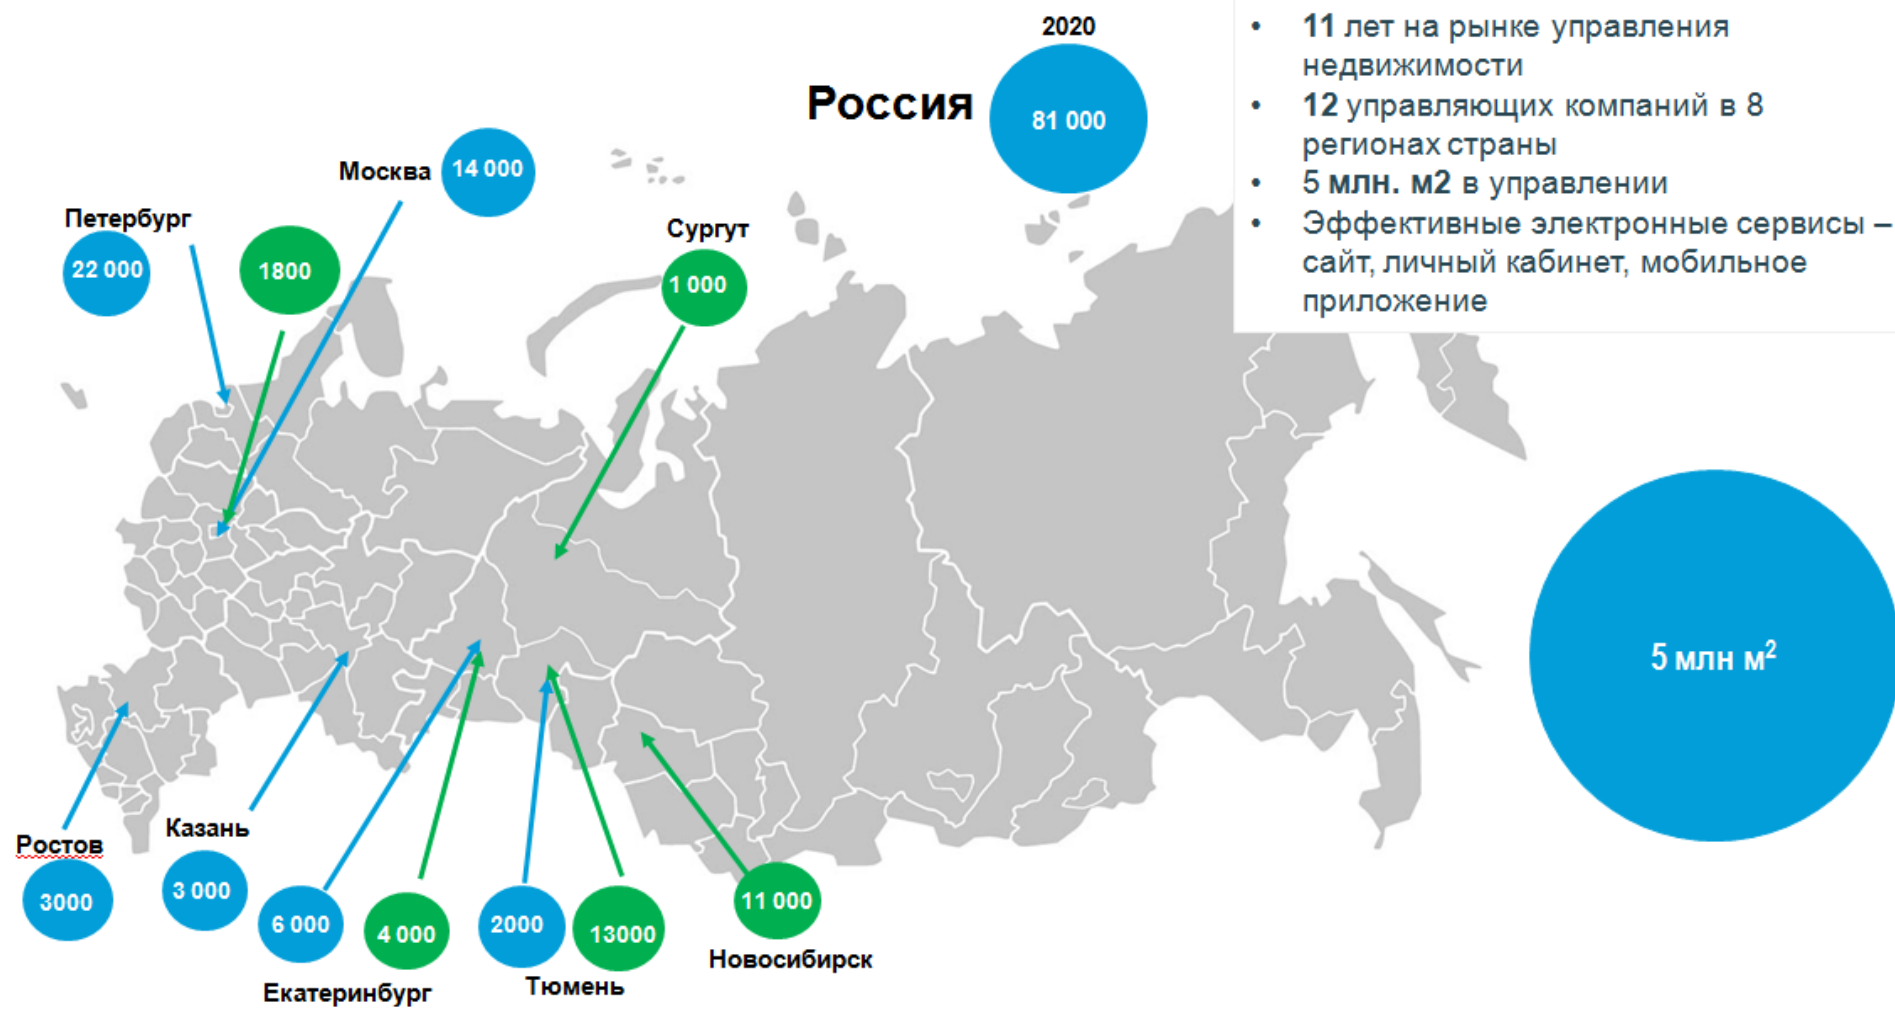 2020
Россия
81 000
• 11 лет на рынке управления
недвижимости
• 12 управляющих компаний в 8
регионах страны
• 5 млн. м2 в управлении
• Эффективные электронные сервисы –
сайт, личный кабинет, мобильное
приложение
Москва
14 000
Петербург
22 000
1800
Сургут
1 000
5 млн м²
Ростов
3000
Казань
3 000
6 000
4 000
Екатеринбург
2000
13000
Тюмень
11 000
Новосибирск